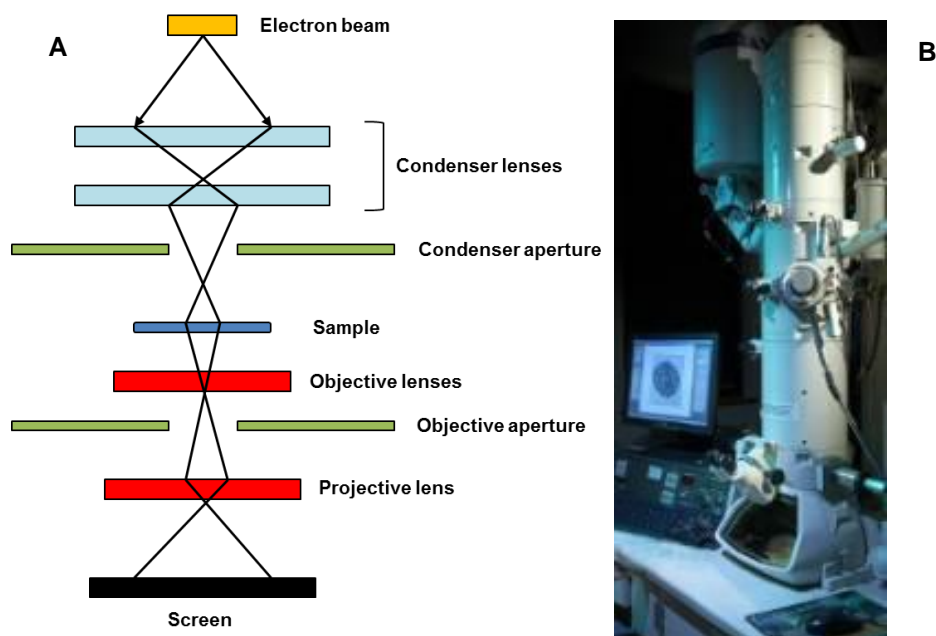 A
Electron beam
B
Condenser lenses
Condenser aperture
Sample
Objective lenses
Objective aperture
Projective lens
Screen